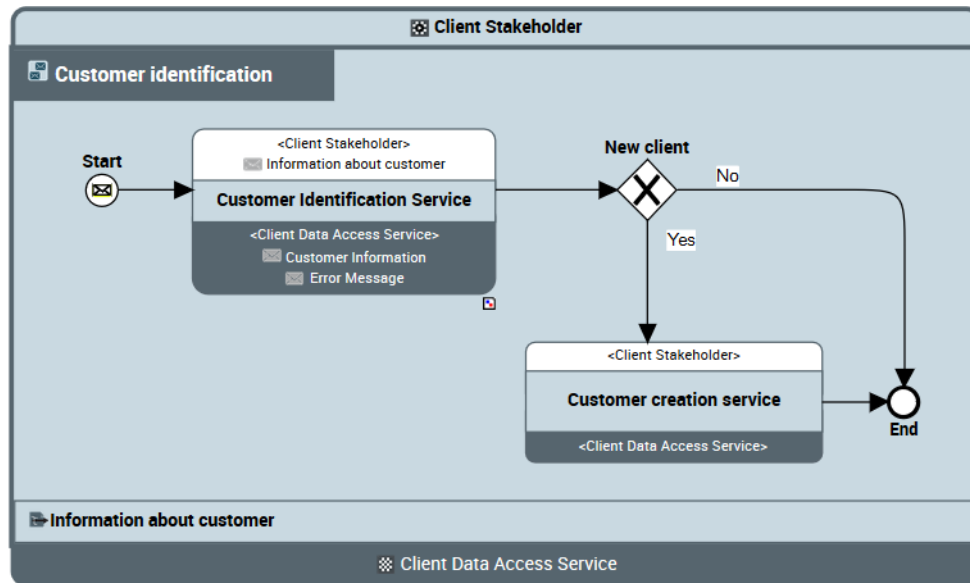 Client Stakeholder
Customer identification
Start
<Client Stakeholder>
Information about customer
Customer Identification Service
<Client Data Access Service>
Customer Information
Error Message
New client
No
Yes
<Client Stakeholder>
Customer creation service
<Client Data Access Service>
End
Information about customer
Client Data Access Service